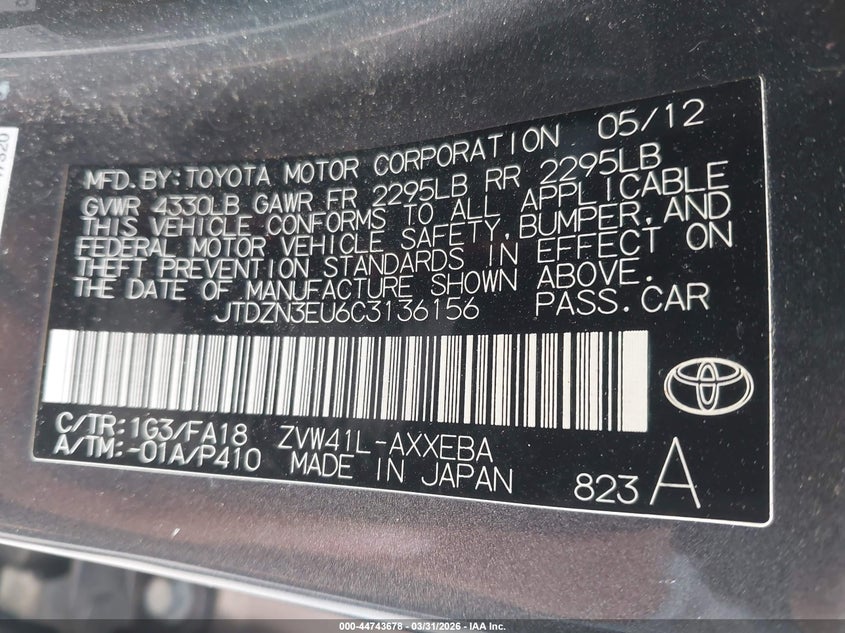 MFD.BY:TOYOTA MOTOR CORPORATION 05/12
GVWR 4330LB GAWR FR 2295LB RR 2295LB
THIS VEHICLE CONFORMS TO ALL APPLICABLE
FEDERAL MOTOR VEHICLE SAFETY,BUMPER,AND
THEFT PREVENTION STANDARDS IN EFFECT ON
THE DATE OF MANUFACTURE SHOWN ABOVE.
JTDZN3EU6C3136156 PASS.CAR
C/TR:1G3/FA18 ZVW41L-AXXEBA
A/TM:-01A/P410 MADE IN JAPAN
823 A
000-44743678 - 03/31/2026 - IAA Inc.